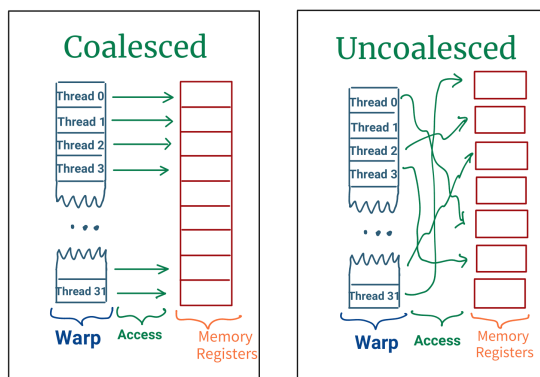 Coalesced
Thread 0
Thread 1
Thread 2
Thread 3
...
Thread 31
Warp
Access
Memory
Registers
Uncoalesced
Thread 0
Thread 1
Thread 2
Thread 3
...
Thread 31
Warp
Access
Memory
Registers